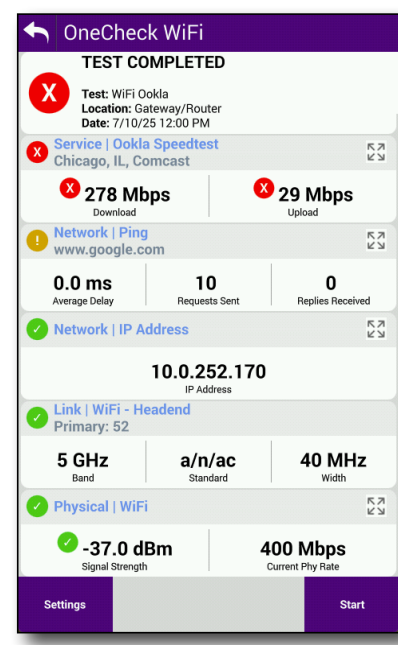 OneCheck WiFi
TEST COMPLETED
X
Test: WiFi Ookla
Location: Gateway/Router
Date: 7/10/25 12:00 PM
X
Service | Ookla Speedtest
Chicago, IL, Comcast
X 278 Mbps
Download
X 29 Mbps
Upload
!
Network | Ping
www.google.com
0.0 ms
Average Delay
10
Requests Sent
0
Replies Received
Network | IP Address
10.0.252.170
IP Address
Link | WiFi - Headend
Primary: 52
5 GHz
Band
a/n/ac
Standard
40 MHz
Width
Physical | WiFi
-37.0 dBm
Signal Strength
400 Mbps
Current Phy Rate
Settings
Start